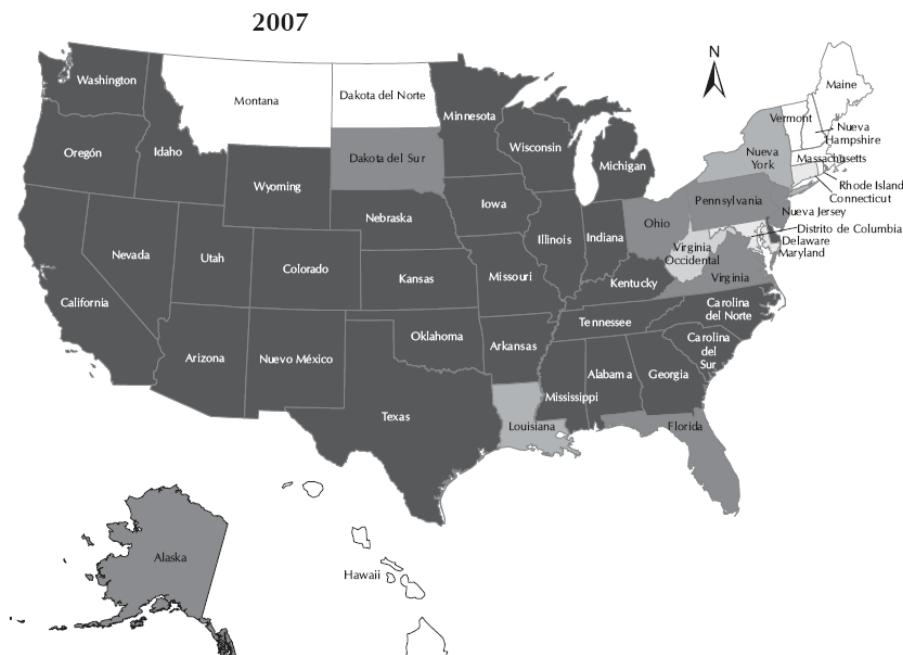 2007
N
Washington
Montana
Dakota del Norte
Minnesota
Maine
Vermont
Nueva
Hampshire
Oregón
Idaho
Dakota del Sur
Wisconsin
Michigan
Nueva
York
Massachusetts
Rhode Island
Connecticut
Wyoming
Iowa
Nebraska
Ohio
Pennsylvania
Nueva Jersey
Distrito de Columbia
Delaware
Maryland
Nevada
Utah
Colorado
Kansas
Missouri
Illinois
Indiana
Virginia
Occidental
Virginia
Kentucky
California
Carolina
del Norte
Tennessee
Arizona
Nuevo México
Oklahoma
Arkansas
Carolina
del
Sur
Mississippi
Alabama
Georgia
Texas
Louisiana
Florida
Alaska
Hawaii